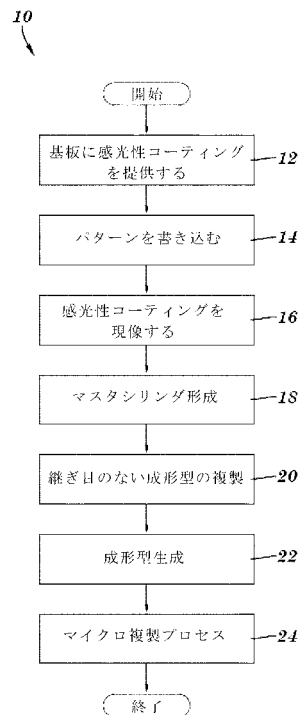 10
開始
基板に感光性コーティング
を提供する
12
パターンを書き込む
14
感光性コーティングを
現像する
16
マスタシリンダ形成
18
継ぎ目のない成形型の複製
20
成形型生成
22
マイクロ複製プロセス
24
終了